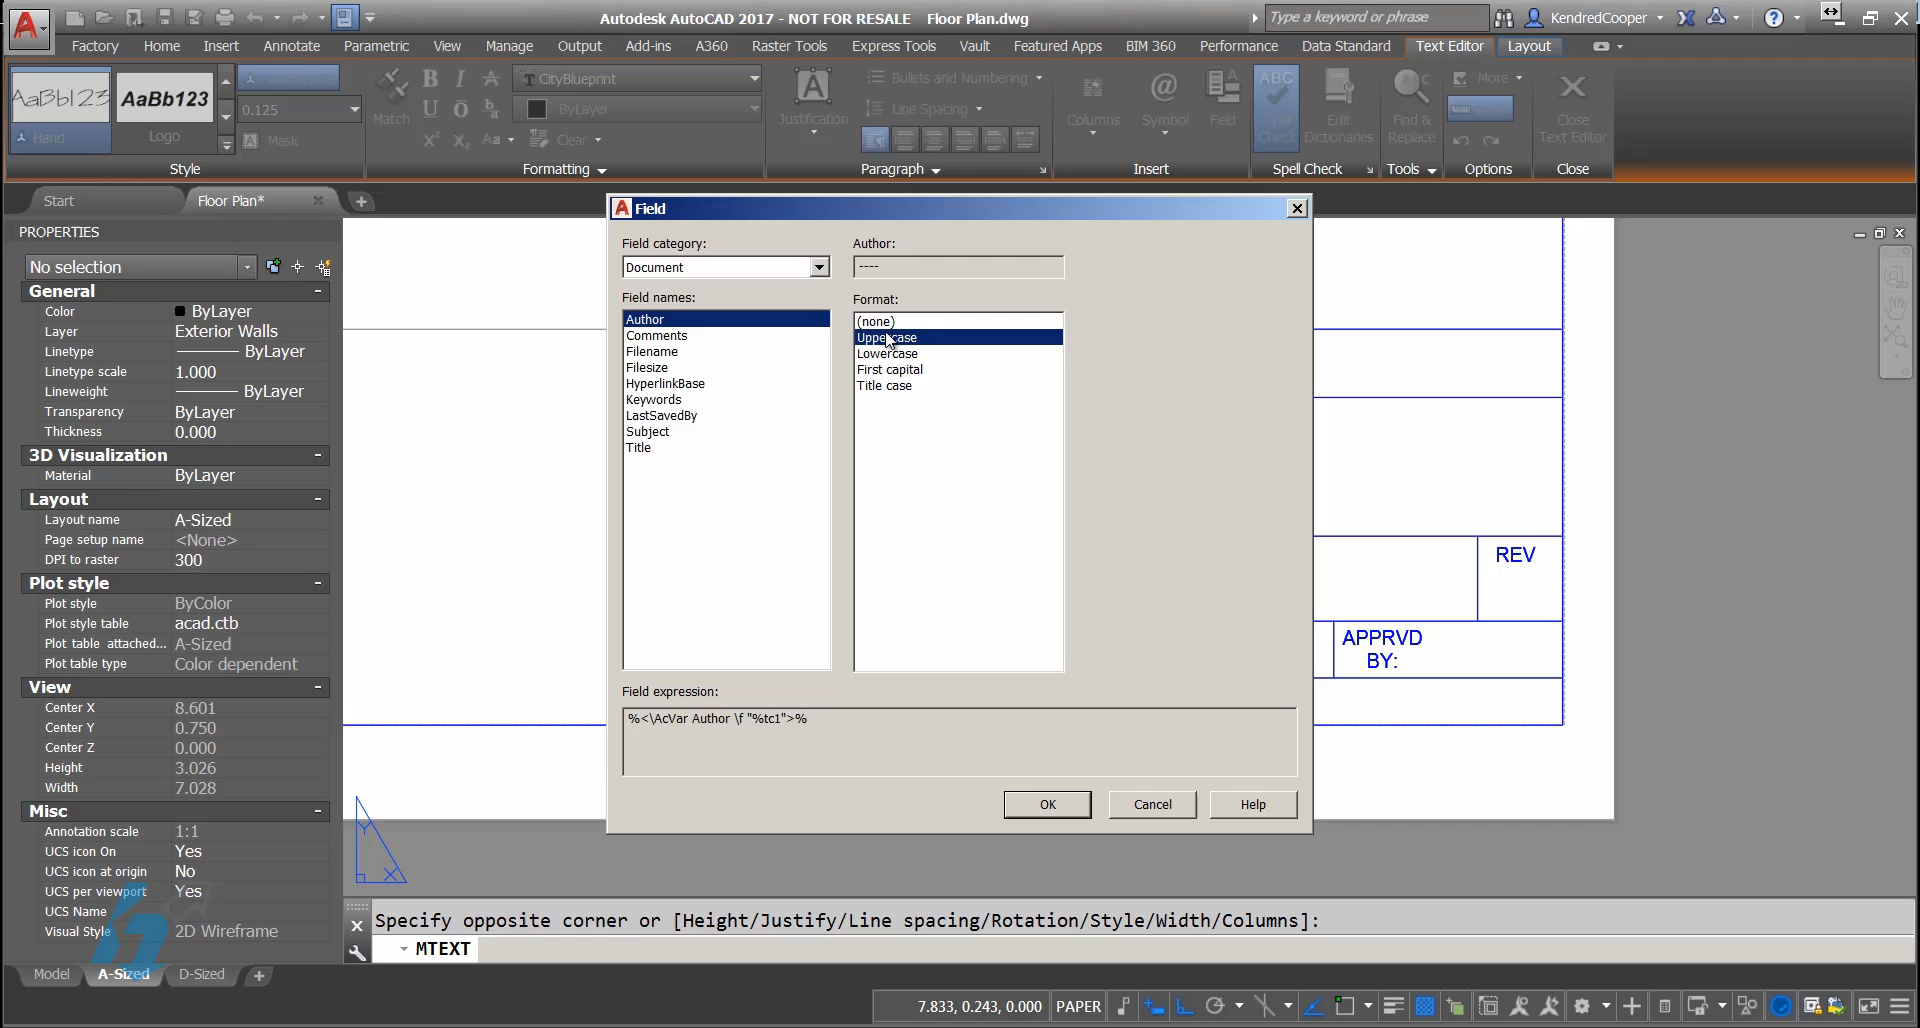 Autodesk AutoCAD 2017 - NOT FOR RESALE Floor Plan.dwg
Type a keyword or phrase
KendredCooper
Factory Home Insert Annotate Parametric View Manage Output Add-ins A360 Raster Tools Express Tools Vault Featured Apps BIM 360 Performance Data Standard Text Editor Layout
AaBb123 AaBb123
Hand Logo
0.125
Mask
Style
Match
CityBlueprint
ByLayer
Clear
Formatting
Justification
Bullets and Numbering
Line Spacing
Paragraph
Columns Symbol Field
Insert
ABC
Spell Check
Edit Dictionaries
Spell Check
Find & Replace
Tools
More
Options
Close Text Editor
Close
Start Floor Plan*
PROPERTIES
No selection
General
Color ByLayer
Layer Exterior Walls
Linetype ByLayer
Linetype scale 1.000
Lineweight ByLayer
Transparency ByLayer
Thickness 0.000
3D Visualization
Material ByLayer
Layout
Layout name A-Sized
Page setup name <None>
DPI to raster 300
Plot style
Plot style ByColor
Plot style table acad.ctb
Plot table attached... A-Sized
Plot table type Color dependent
View
Center X 8.601
Center Y 0.750
Center Z 0.000
Height 3.026
Width 7.028
Misc
Annotation scale 1:1
UCS icon On Yes
UCS icon at origin No
UCS per viewport Yes
UCS Name
Visual Style 2D Wireframe
Field
Field category:
Document
Field names:
Author
Comments
Filename
Filesize
HyperlinkBase
Keywords
LastSavedBy
Subject
Title
Author:
----
Format:
(none)
Uppercase
Lowercase
First capital
Title case
Field expression:
%<\AcVar Author \f "%tc1">%
OK Cancel Help
REV
APPRVD
BY:
Y
X
Specify opposite corner or [Height/Justify/Line spacing/Rotation/Style/Width/Columns]:
MTEXT
Model A-Sized D-Sized
7.833, 0.243, 0.000 PAPER